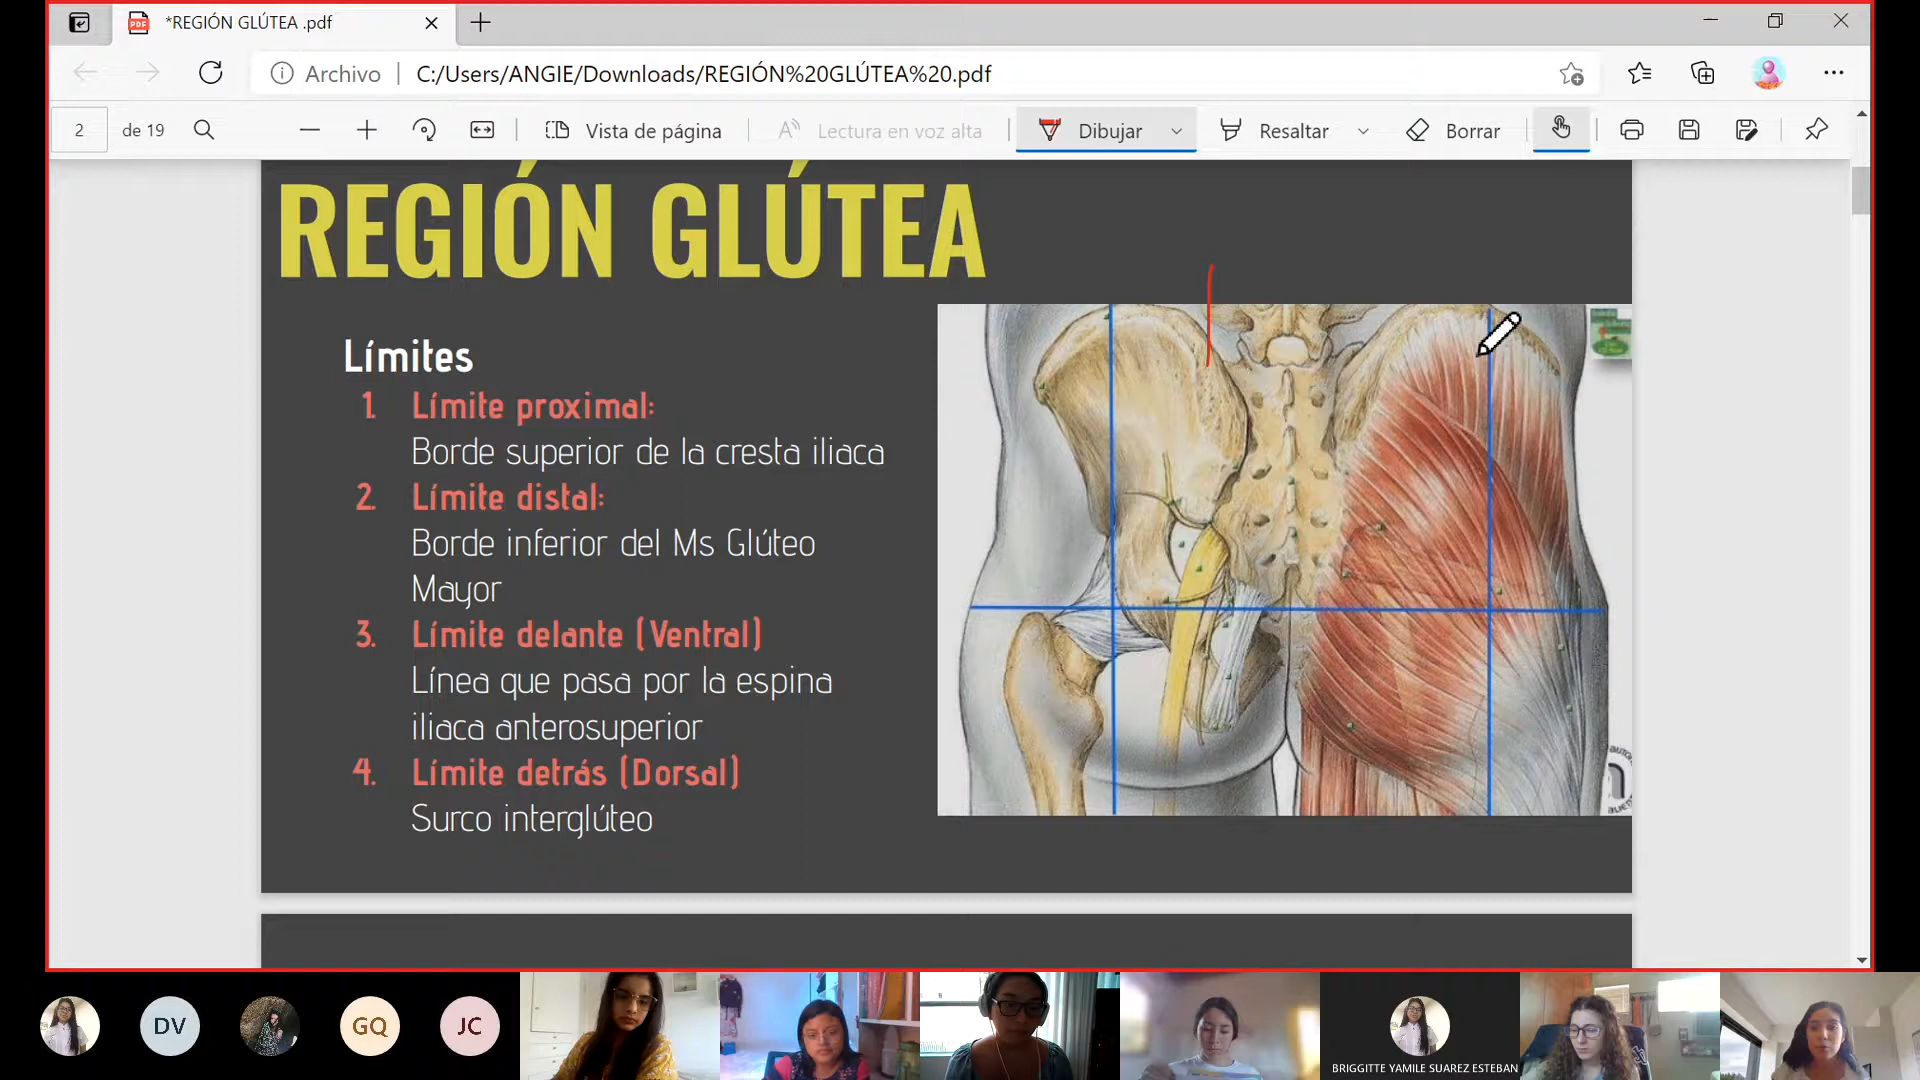 *REGIÓN GLÚTEA .pdf
Archivo
C:/Users/ANGIE/Downloads/REGIÓN%20GLÚTEA%20.pdf
2 de 19
Vista de página
Lectura en voz alta
Dibujar
Resaltar
Borrar
REGIÓN GLÚTEA
Límites
1. Límite proximal:
Borde superior de la cresta iliaca
2. Límite distal:
Borde inferior del Ms Glúteo
Mayor
3. Límite delante (Ventral)
Línea que pasa por la espina
iliaca anterosuperior
4. Límite detrás (Dorsal)
Surco interglúteo
DV
GQ
JC
BRIGGITTE YAMILE SUAREZ ESTEBAN